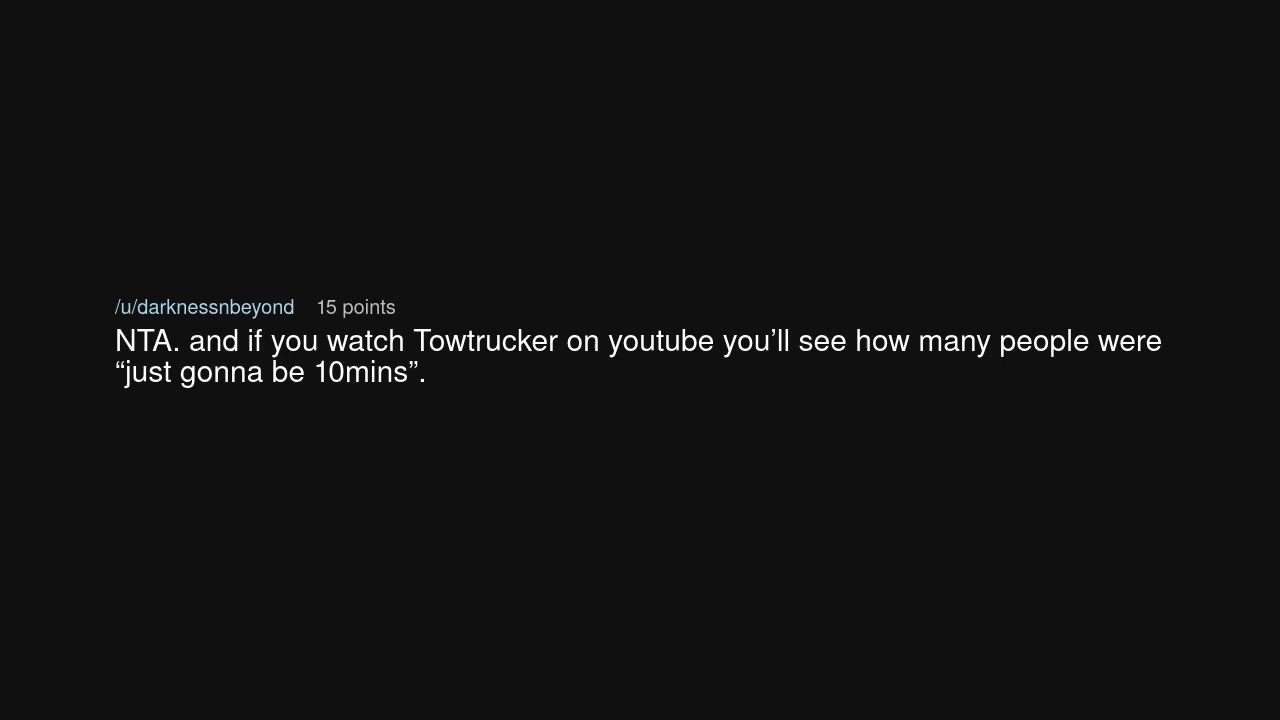 /u/darknessnbeyond 15 points
NTA. and if you watch Towtrucker on youtube you’ll see how many people were
“just gonna be 10mins”.